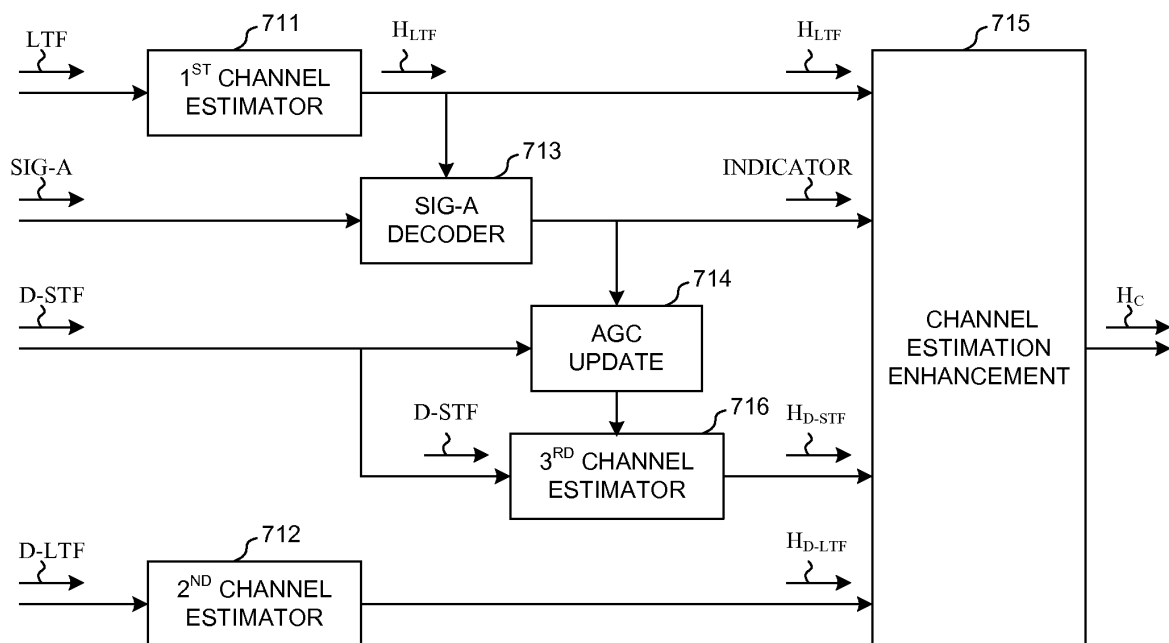 LTF
711
1ST CHANNEL
ESTIMATOR
HLTF
HLTF
715
SIG-A
713
SIG-A
DECODER
INDICATOR
D-STF
714
AGC
UPDATE
CHANNEL
ESTIMATION
ENHANCEMENT
HC
D-STF
716
3RD CHANNEL
ESTIMATOR
HD-STF
D-LTF
712
2ND CHANNEL
ESTIMATOR
HD-LTF